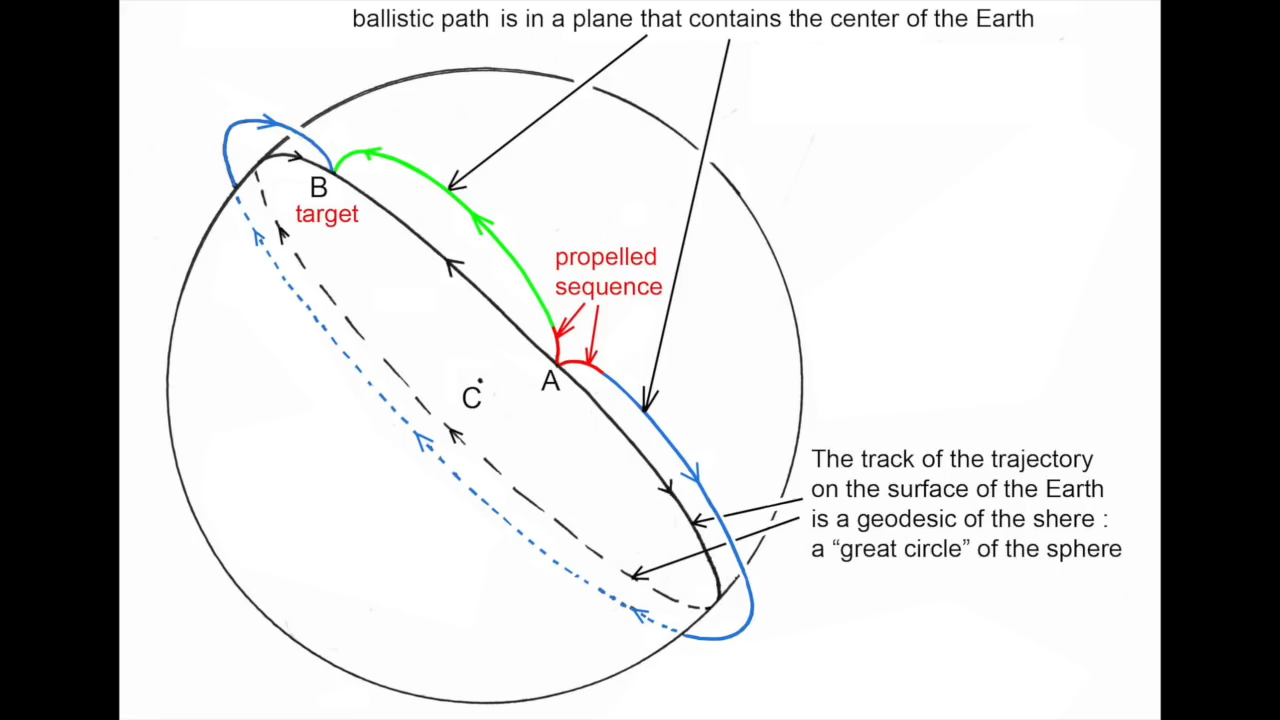 ballistic path is in a plane that contains the center of the Earth
B
target
propelled
sequence
A
C
The track of the trajectory
on the surface of the Earth
is a geodesic of the shere :
a “great circle” of the sphere